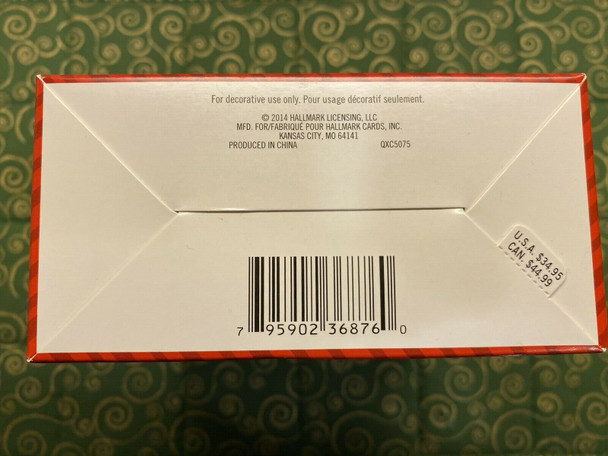 For decorative use only. Pour usage décoratif seulement.
© 2014 HALLMARK LICENSING, LLC
MFD. FOR/FABRIQUÉ POUR HALLMARK CARDS, INC.
KANSAS CITY, MO 64141
PRODUCED IN CHINA QXC5075
U.S.A. $34.95
CAN. $44.99
7 95902 36876 0